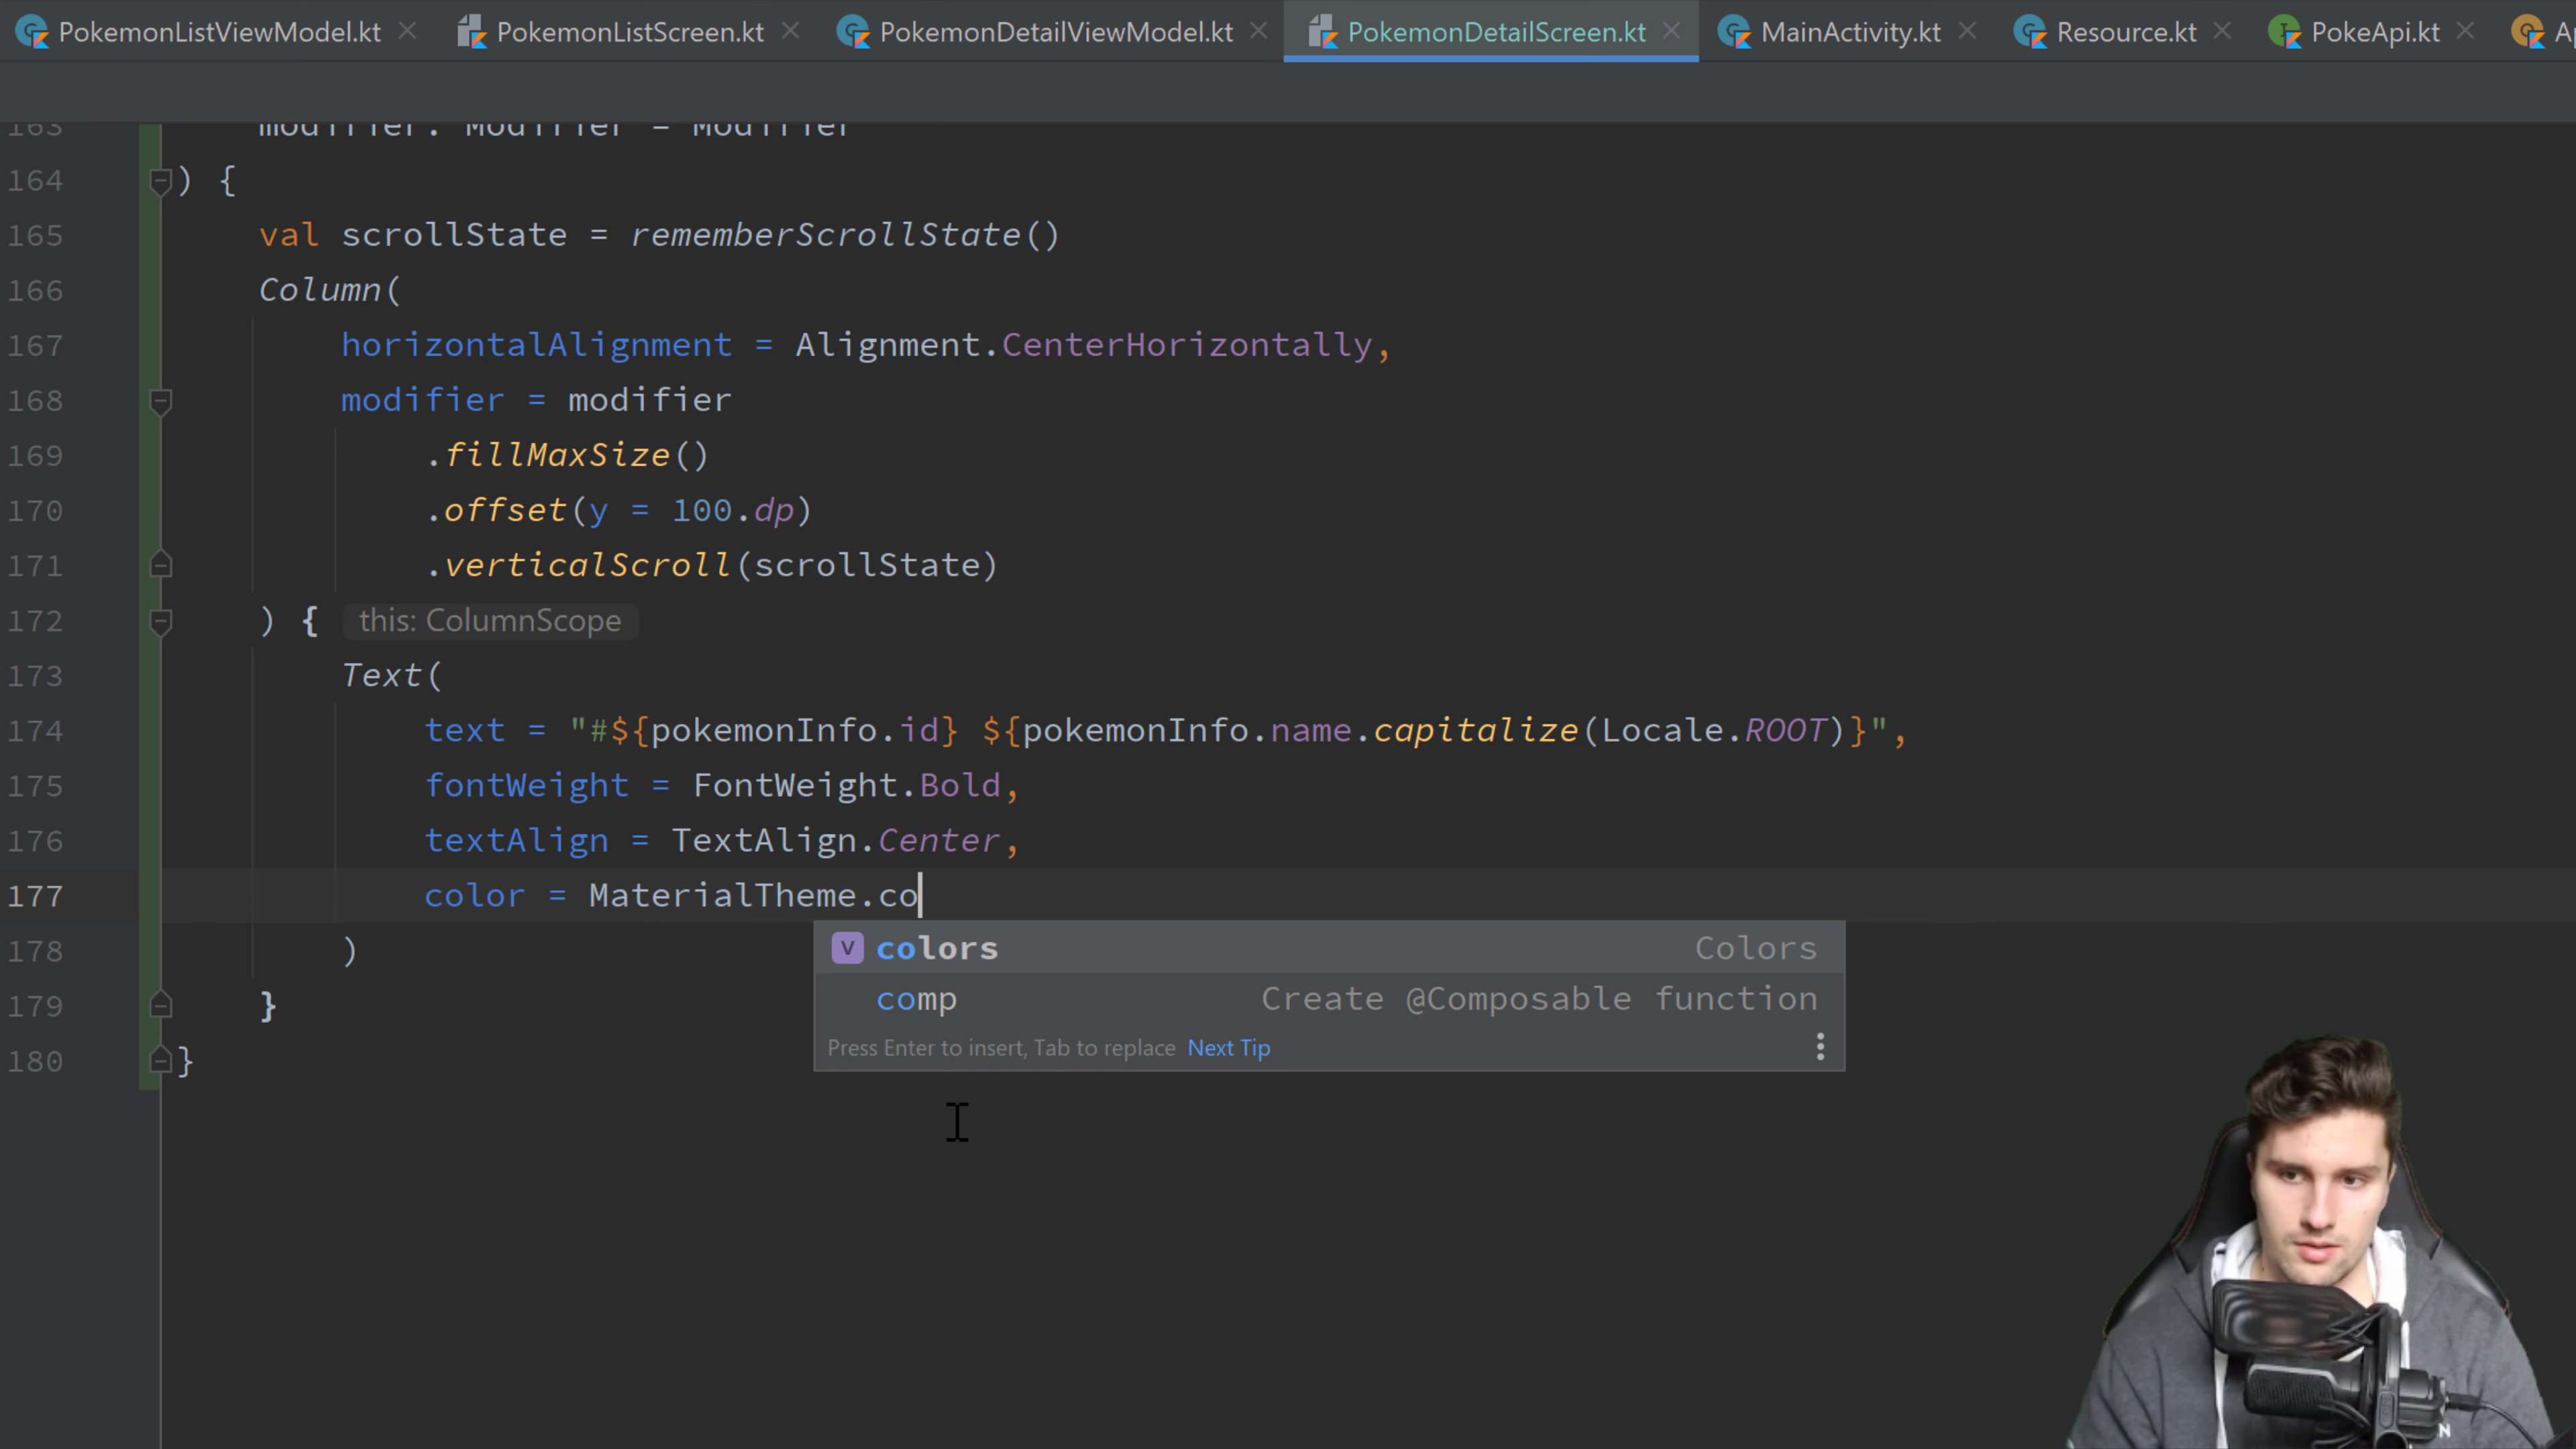 PokemonListViewModel.kt PokemonListScreen.kt PokemonDetailViewModel.kt PokemonDetailScreen.kt MainActivity.kt Resource.kt PokeApi.kt
163 modifier: Modifier = Modifier
164 ) {
165 val scrollState = rememberScrollState()
166 Column(
167 horizontalAlignment = Alignment.CenterHorizontally,
168 modifier = modifier
169 .fillMaxSize()
170 .offset(y = 100.dp)
171 .verticalScroll(scrollState)
172 ) { this: ColumnScope
173 Text(
174 text = "#${pokemonInfo.id} ${pokemonInfo.name.capitalize(Locale.ROOT)}",
175 fontWeight = FontWeight.Bold,
176 textAlign = TextAlign.Center,
177 color = MaterialTheme.co
v colors Colors
178 )
comp Create @Composable function
179 }
Press Enter to insert, Tab to replace Next Tip
180 }